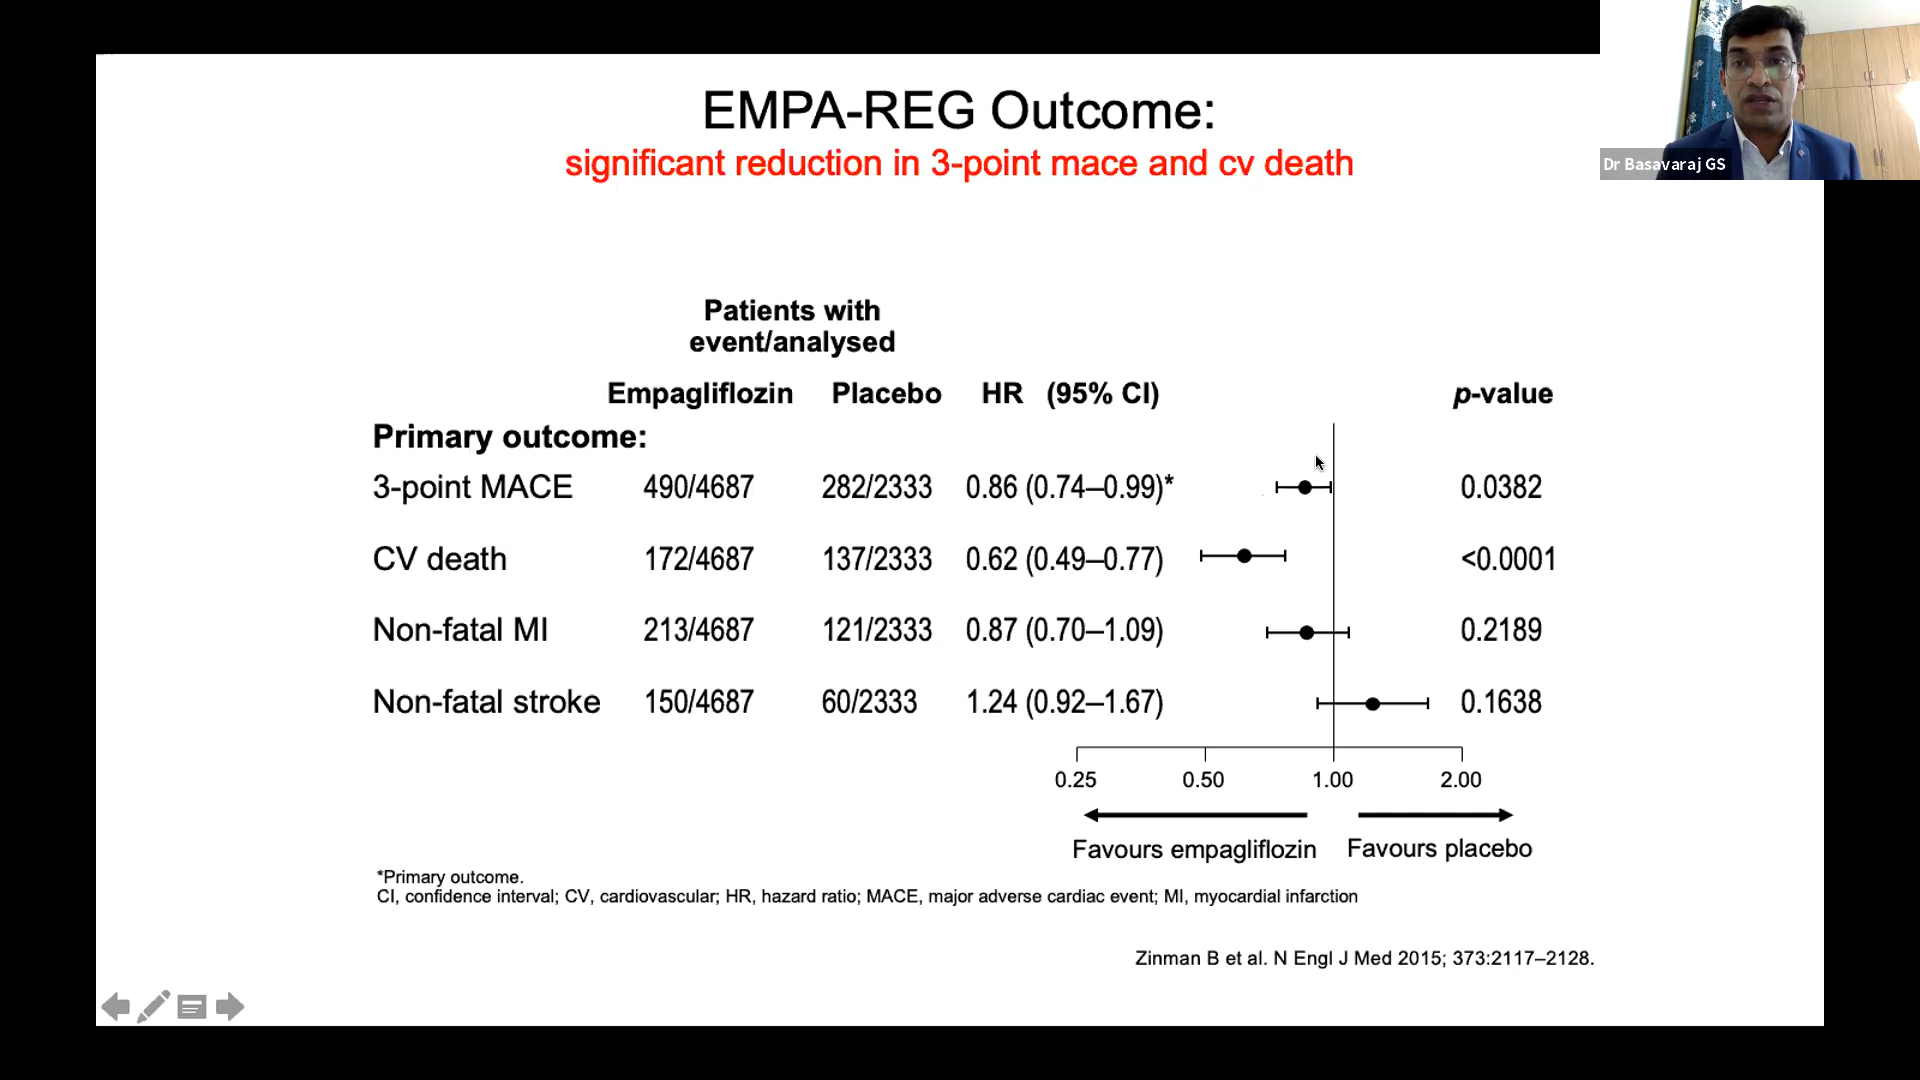 EMPA-REG Outcome:
significant reduction in 3-point mace and cv death
Dr Basavaraj GS
Patients with
event/analysed
Empagliflozin Placebo HR (95% CI) p-value
Primary outcome:
3-point MACE 490/4687 282/2333 0.86 (0.74–0.99)* 0.0382
CV death 172/4687 137/2333 0.62 (0.49–0.77) <0.0001
Non-fatal MI 213/4687 121/2333 0.87 (0.70–1.09) 0.2189
Non-fatal stroke 150/4687 60/2333 1.24 (0.92–1.67) 0.1638
0.25 0.50 1.00 2.00
Favours empagliflozin Favours placebo
*Primary outcome.
CI, confidence interval; CV, cardiovascular; HR, hazard ratio; MACE, major adverse cardiac event; MI, myocardial infarction
Zinman B et al. N Engl J Med 2015; 373:2117–2128.